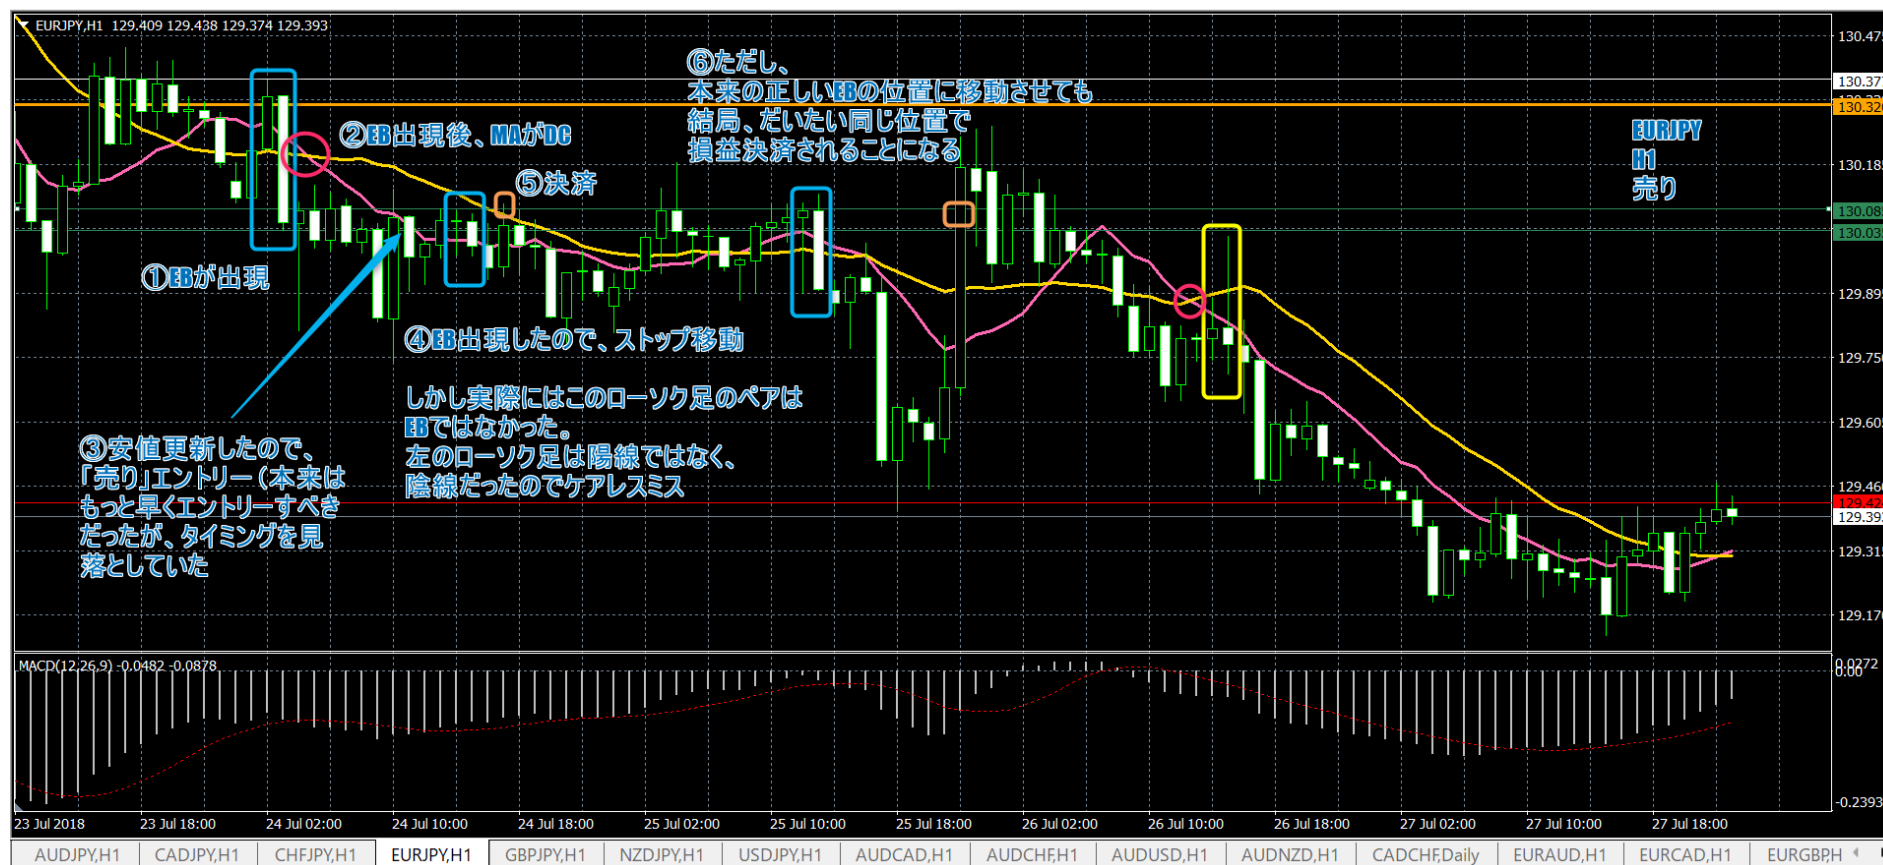 EURJPY,H1 129.409 129.438 129.374 129.393
⑥ただし、
本来の正しいEBの位置に移動させても
結局、だいたい同じ位置で
損益決済されることになる
②EB出現後、MAがDC
⑤決済
EURJPY
H1
売り
①EBが出現
④EB出現したので、ストップ移動
しかし実際にはこのローソク足のペアは
EBではなかった。
左のローソク足は陽線ではなく、
陰線だったのでケアレスミス
③安値更新したので、
「売り」エントリー（本来は
もっと早くエントリーすべき
だったが、タイミングを見
落としていた
130.475
130.377
130.326
130.185
130.08
130.035
129.895
129.750
129.605
129.460
129.42
129.393
129.315
129.170
MACD(12,26,9) -0.0482 -0.0878
0.0272
0.00
-0.2393
23 Jul 2018 23 Jul 18:00 24 Jul 02:00 24 Jul 10:00 24 Jul 18:00 25 Jul 02:00 25 Jul 10:00 25 Jul 18:00 26 Jul 02:00 26 Jul 10:00 26 Jul 18:00 27 Jul 02:00 27 Jul 10:00 27 Jul 18:00
AUDJPY,H1 CADJPY,H1 CHFJPY,H1 EURJPY,H1 GBPJPY,H1 NZDJPY,H1 USDJPY,H1 AUDCAD,H1 AUDCHF,H1 AUDUSD,H1 AUDNZD,H1 CADCHF,Daily EURAUD,H1 EURCAD,H1 EURGBP,H